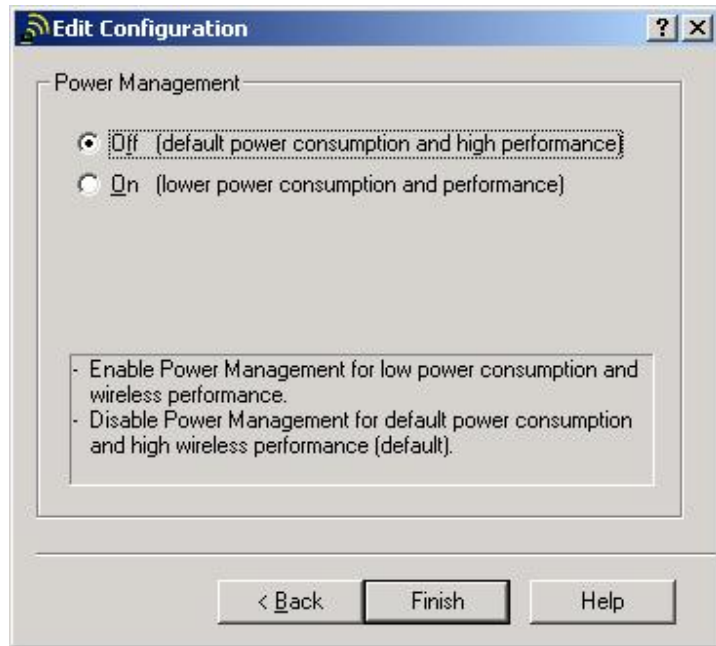 Edit Configuration
Power Management
Off (default power consumption and high performance)
On (lower power consumption and performance)
- Enable Power Management for low power consumption and
wireless performance.
- Disable Power Management for default power consumption
and high wireless performance (default).
< Back
Finish
Help